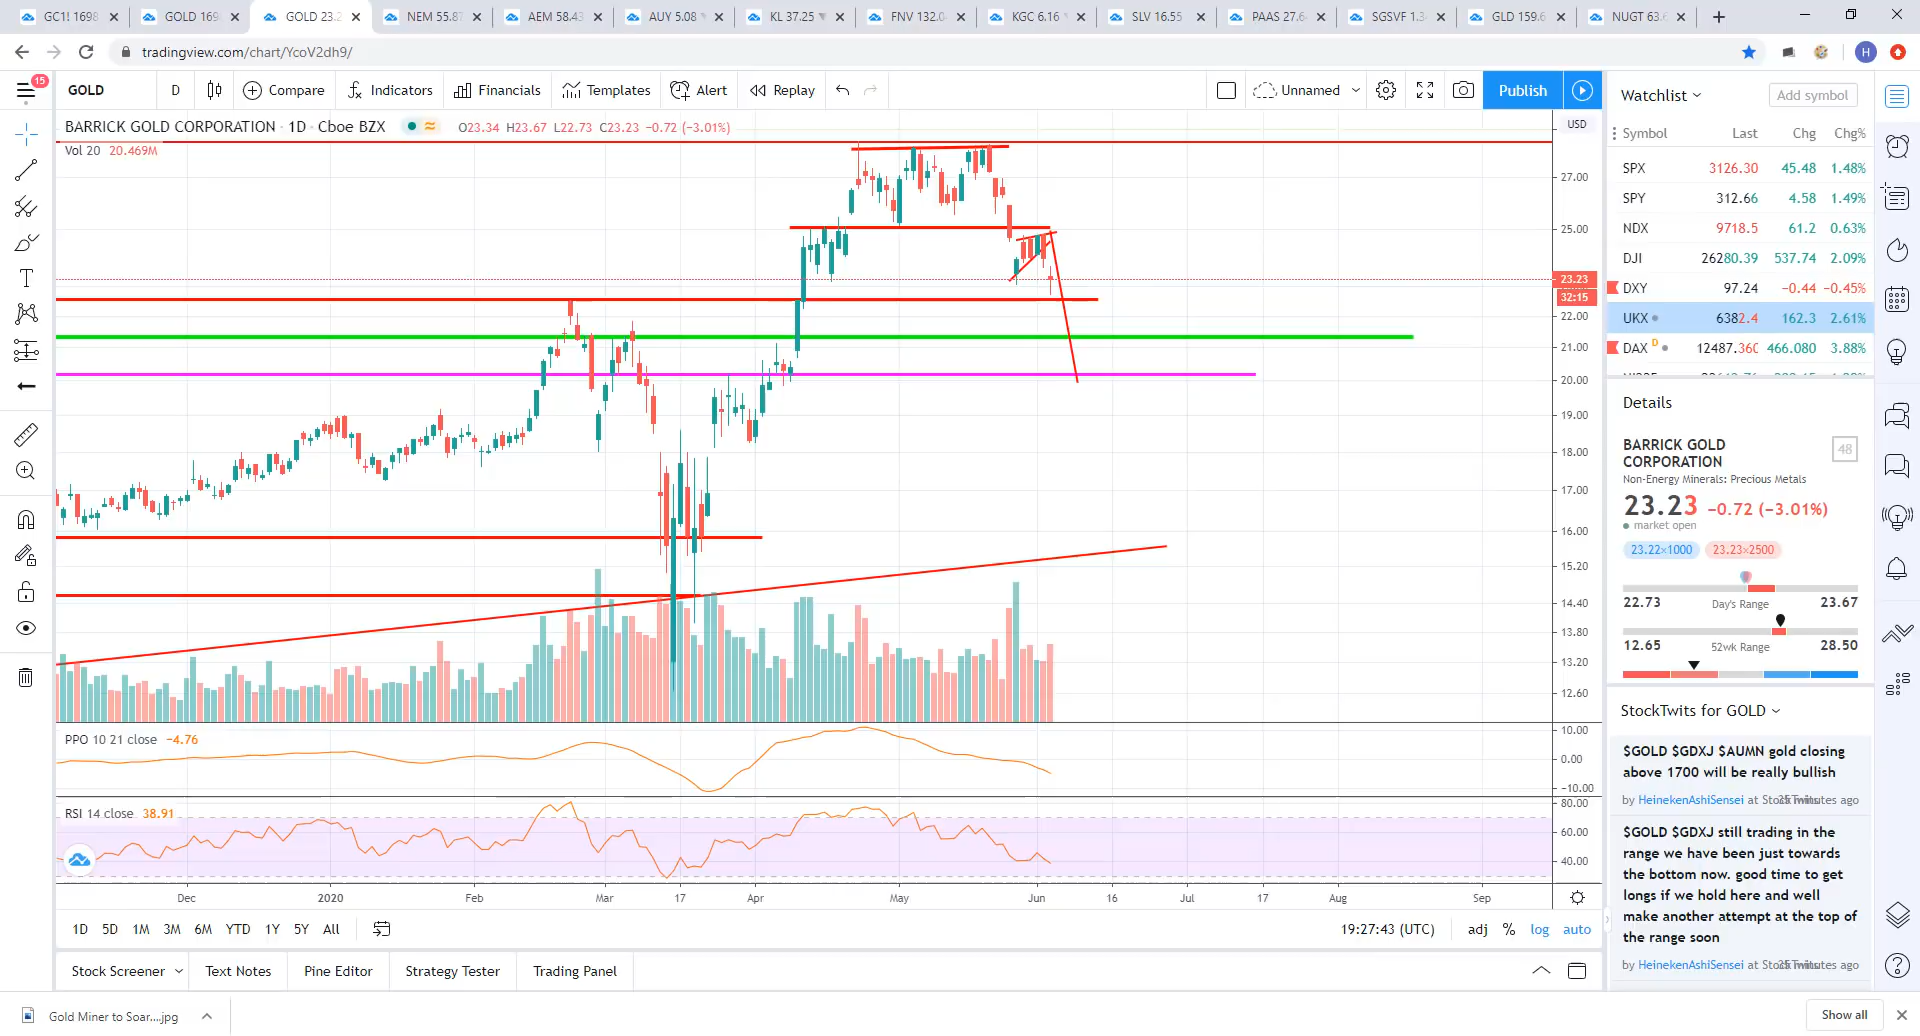 GC1! 1698
GOLD 169
GOLD 23.2
NEM 55.87
AEM 58.43
AUY 5.08
KL 37.25
FNV 132.0
KGC 6.16
SLV 16.55
PAAS 27.6
SGSVF 1.3
GLD 159.6
NUGT 63.6
tradingview.com/chart/YcoV2dh9/
H
15
GOLD
D
Compare
Indicators
Financials
Templates
Alert
Replay
Unnamed
Publish
BARRICK GOLD CORPORATION · 1D · Cboe BZX
O23.34 H23.67 L22.73 C23.23 −0.72 (−3.01%)
Vol 20 20.469M
USD
27.00
25.00
23.23
32:15
22.00
21.00
20.00
19.00
18.00
17.00
16.00
15.20
14.40
13.80
13.20
12.60
PPO 10 21 close −4.76
10.00
0.00
−10.00
RSI 14 close 38.91
80.00
60.00
40.00
Dec 2020 Feb Mar 17 Apr May Jun 16 Jul 17 Aug Sep
1D 5D 1M 3M 6M YTD 1Y 5Y All
19:27:43 (UTC) adj % log auto
Stock Screener Text Notes Pine Editor Strategy Tester Trading Panel
Watchlist
Add symbol
Symbol Last Chg Chg%
SPX 3126.30 45.48 1.48%
SPY 312.66 4.58 1.49%
NDX 9718.5 61.2 0.63%
DJI 26280.39 537.74 2.09%
DXY 97.24 −0.44 −0.45%
UKX 6382.4 162.3 2.61%
DAX D 12487.360 466.080 3.88%
Details
BARRICK GOLD
CORPORATION
48
Non-Energy Minerals: Precious Metals
23.23 −0.72 (−3.01%)
market open
23.22×1000 23.23×2500
22.73 Day's Range 23.67
12.65 52wk Range 28.50
StockTwits for GOLD
$GOLD $GDXJ $AUMN gold closing
above 1700 will be really bullish
by HeinekenAshiSensei at ago
$GOLD $GDXJ still trading in the
range we have been just towards
the bottom now. good time to get
longs if we hold here and well
make another attempt at the top of
the range soon
by HeinekenAshiSensei at ago
Gold Miner to Soar....jpg
Show all